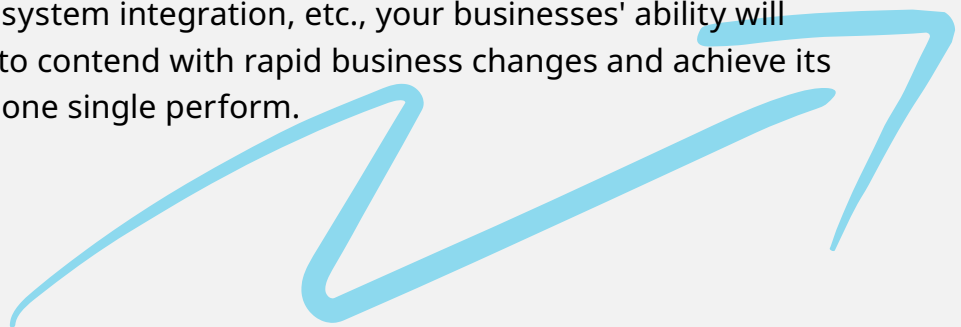 system integration, etc., your businesses' ability will
to contend with rapid business changes and achieve its
one single perform.